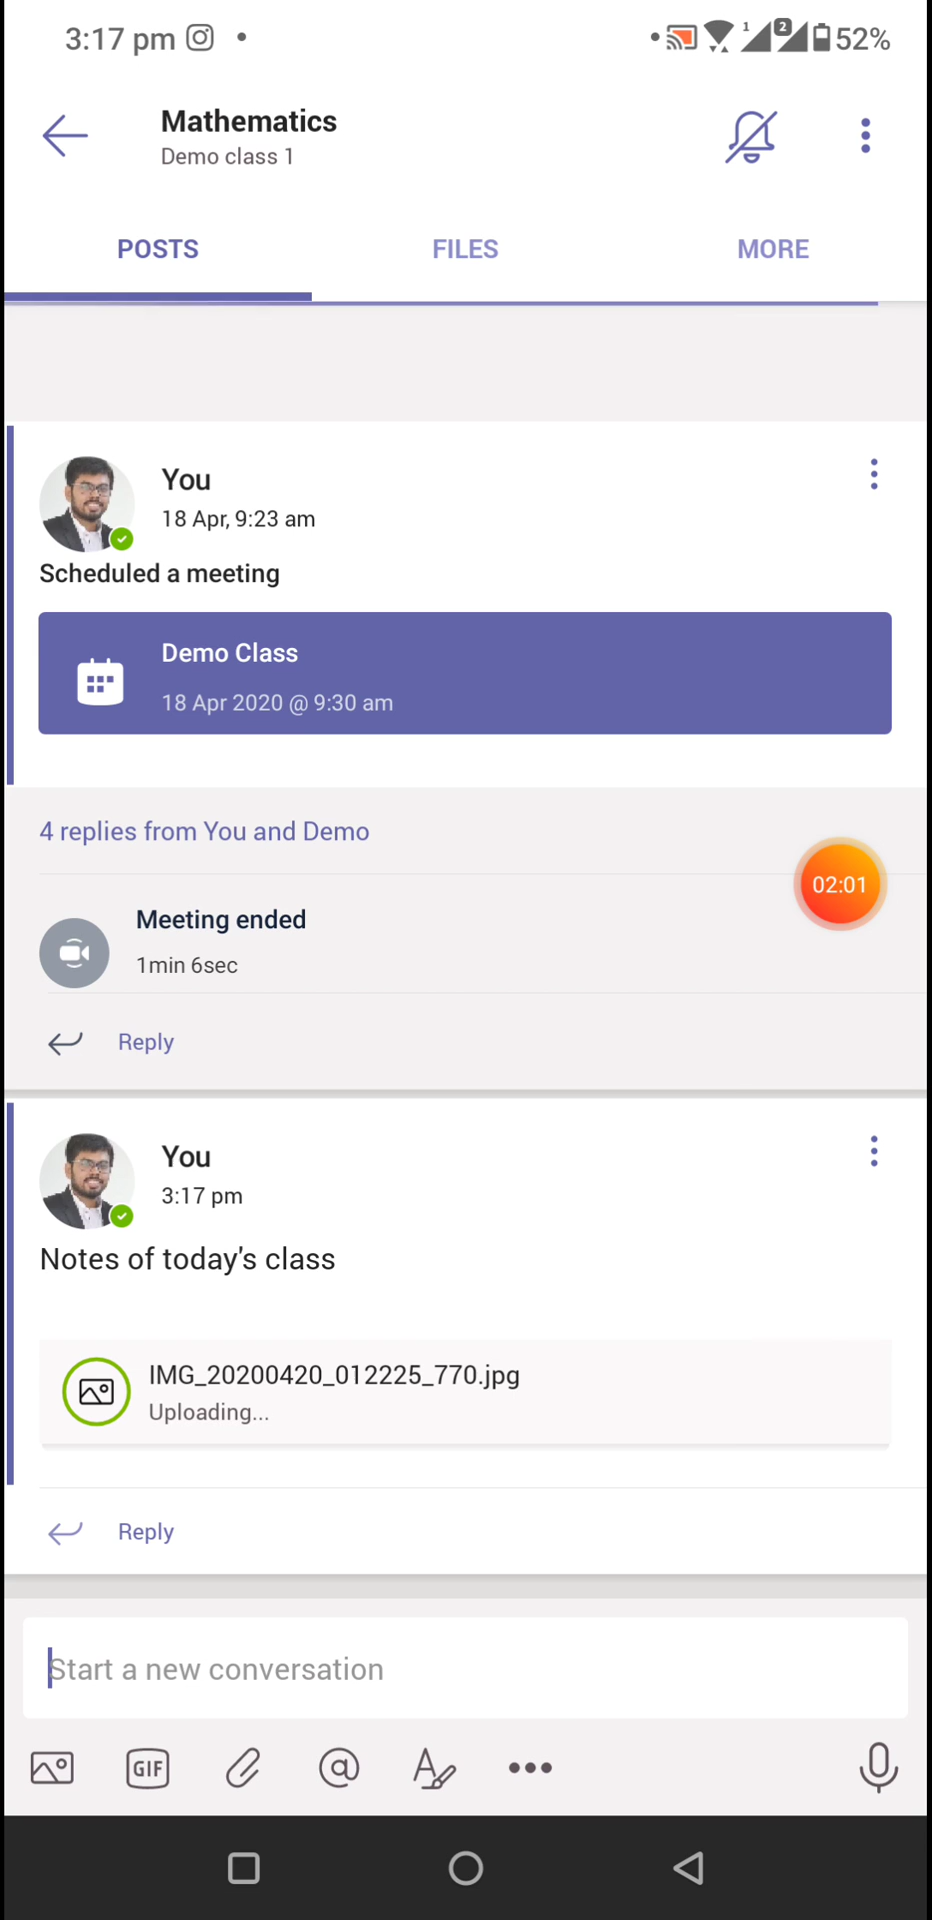 3:17 pm
1 2 52%
Mathematics
Demo class 1
POSTS FILES MORE
You
18 Apr, 9:23 am
Scheduled a meeting
Demo Class
18 Apr 2020 @ 9:30 am
4 replies from You and Demo
02:01
Meeting ended
1min 6sec
Reply
You
3:17 pm
Notes of today's class
IMG_20200420_012225_770.jpg
Uploading...
Reply
Start a new conversation
GIF @ A